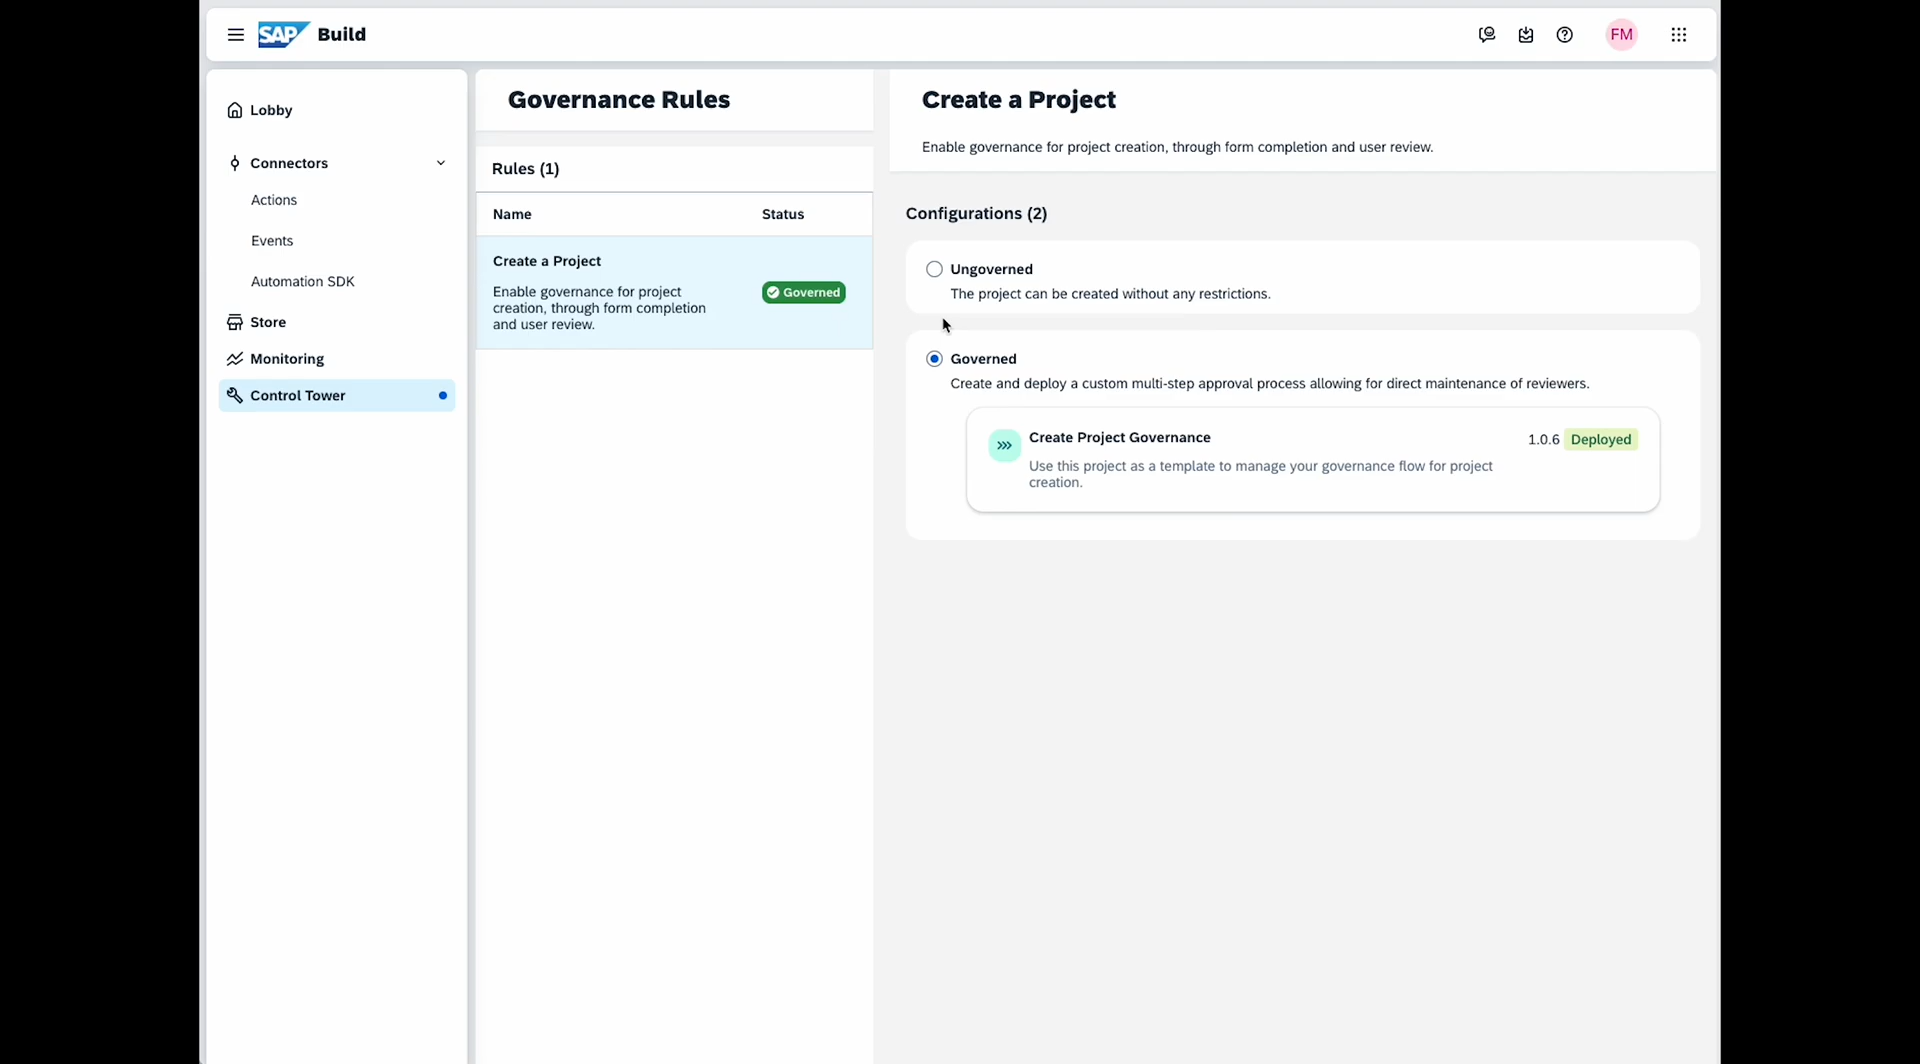 SAP Build
FM
Lobby
Connectors
Actions
Events
Automation SDK
Store
Monitoring
Control Tower
Governance Rules
Rules (1)
Name Status
Create a Project
Enable governance for project
creation, through form completion
and user review.
Governed
Create a Project
Enable governance for project creation, through form completion and user review.
Configurations (2)
Ungoverned
The project can be created without any restrictions.
Governed
Create and deploy a custom multi-step approval process allowing for direct maintenance of reviewers.
Create Project Governance
1.0.6 Deployed
Use this project as a template to manage your governance flow for project
creation.